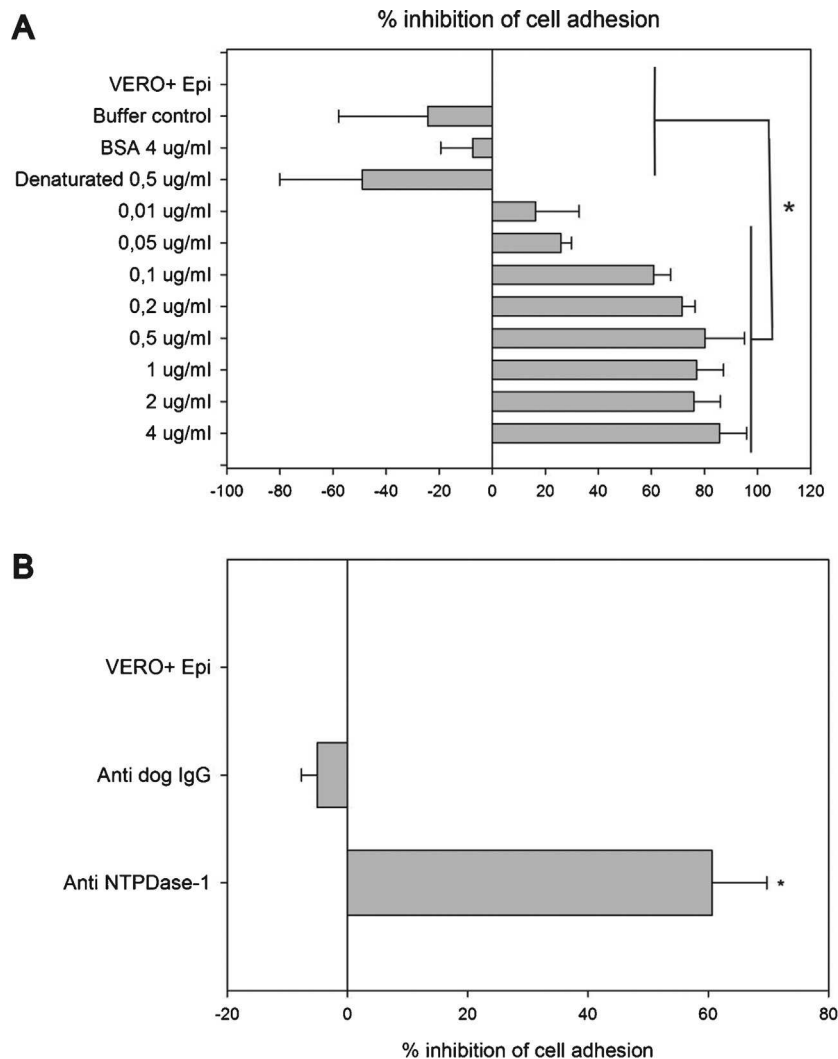 A
% inhibition of cell adhesion
VERO+ Epi
Buffer control
BSA 4 ug/ml
Denaturated 0,5 ug/ml
0,01 ug/ml
0,05 ug/ml
0,1 ug/ml
0,2 ug/ml
0,5 ug/ml
1 ug/ml
2 ug/ml
4 ug/ml
*
-100 -80 -60 -40 -20 0 20 40 60 80 100 120
B
VERO+ Epi
Anti dog IgG
Anti NTPDase-1
*
-20 0 20 40 60 80
% inhibition of cell adhesion